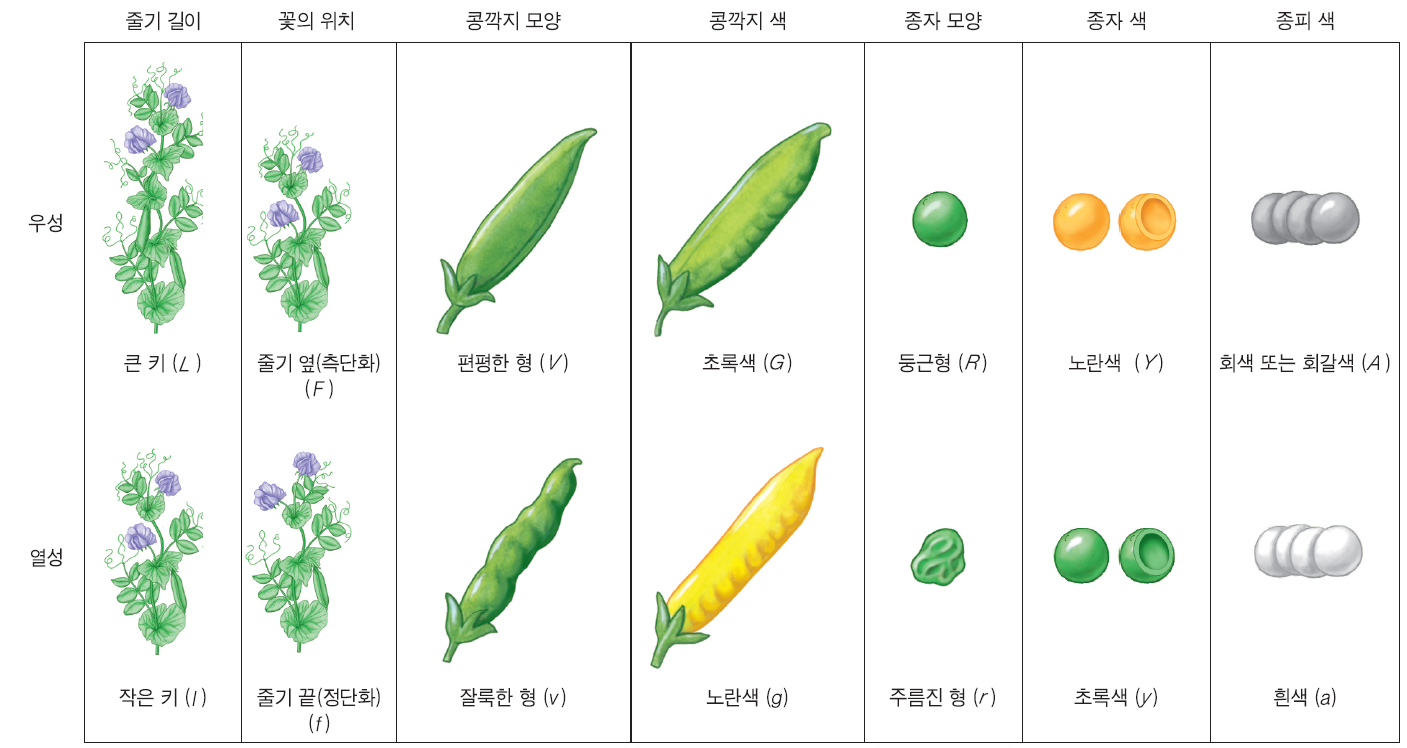 줄기 길이 꽃의 위치 콩깍지 모양 콩깍지 색 종자 모양 종자 색 종피 색
우성
큰 키 (L) 줄기 옆(측단화) 편평한 형 (V) 초록색 (G) 둥근형 (R) 노란색 (Y) 회색 또는 회갈색 (A)
(F)
열성
작은 키 (l) 줄기 끝(정단화) 잘룩한 형 (v) 노란색 (g) 주름진 형 (r) 초록색 (y) 흰색 (a)
(f)